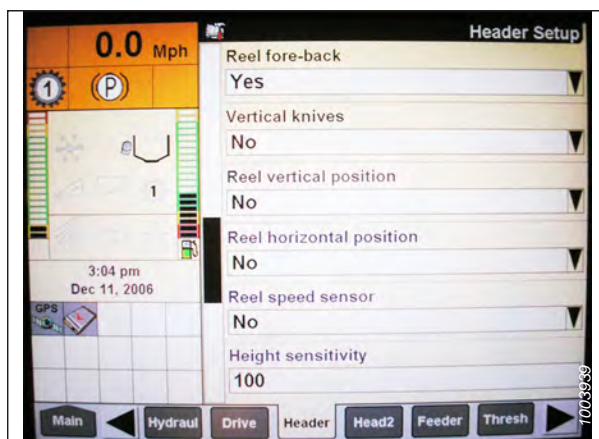 0.0 Mph
Header Setup
1
(P)
Reel fore-back
Yes
Vertical knives
No
Reel vertical position
No
1
Reel horizontal position
No
3:04 pm
Dec 11, 2006
Reel speed sensor
No
GPS
Height sensitivity
100
Main
Hydraul
Drive
Header
Head2
Feeder
Thresh
1003939